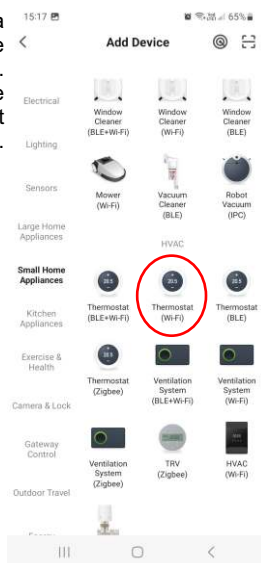 15:17
65%
Add Device
Electrical
Lighting
Sensors
Large Home
Appliances
Small Home
Appliances
Kitchen
Appliances
Exercise &
Health
Camera & Lock
Gateway
Control
Outdoor Travel
Window
Cleaner
(BLE+Wi-Fi)
Window
Cleaner
(Wi-Fi)
Window
Cleaner
(BLE)
Mower
(Wi-Fi)
Vacuum
Cleaner
(BLE)
Robot
Vacuum
(IPC)
HVAC
Thermostat
(BLE+Wi-Fi)
Thermostat
(Wi-Fi)
Thermostat
(BLE)
Thermostat
(Zigbee)
Ventilation
System
(BLE+Wi-Fi)
Ventilation
System
(Wi-Fi)
Ventilation
System
(Zigbee)
TRV
(Zigbee)
HVAC
(Wi-Fi)